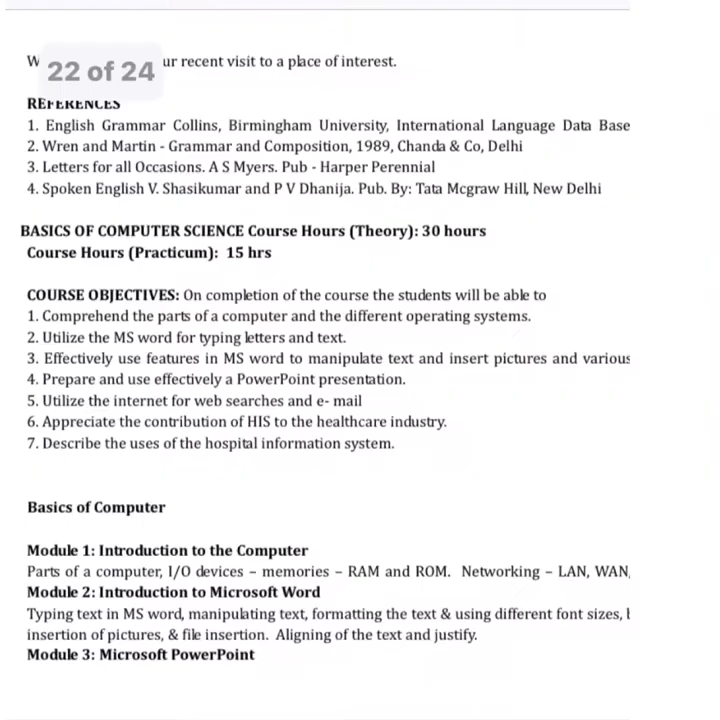 W
22 of 24
ur recent visit to a place of interest.
REFERENCES
1. English Grammar Collins, Birmingham University, International Language Data Base
2. Wren and Martin - Grammar and Composition, 1989, Chanda & Co, Delhi
3. Letters for all Occasions. A S Myers. Pub - Harper Perennial
4. Spoken English V. Shasikumar and P V Dhanija. Pub. By: Tata Mcgraw Hill, New Delhi
BASICS OF COMPUTER SCIENCE Course Hours (Theory): 30 hours
Course Hours (Practicum): 15 hrs
COURSE OBJECTIVES: On completion of the course the students will be able to
1. Comprehend the parts of a computer and the different operating systems.
2. Utilize the MS word for typing letters and text.
3. Effectively use features in MS word to manipulate text and insert pictures and various
4. Prepare and use effectively a PowerPoint presentation.
5. Utilize the internet for web searches and e- mail
6. Appreciate the contribution of HIS to the healthcare industry.
7. Describe the uses of the hospital information system.
Basics of Computer
Module 1: Introduction to the Computer
Parts of a computer, I/O devices – memories – RAM and ROM. Networking – LAN, WAN,
Module 2: Introduction to Microsoft Word
Typing text in MS word, manipulating text, formatting the text & using different font sizes,
insertion of pictures, & file insertion. Aligning of the text and justify.
Module 3: Microsoft PowerPoint